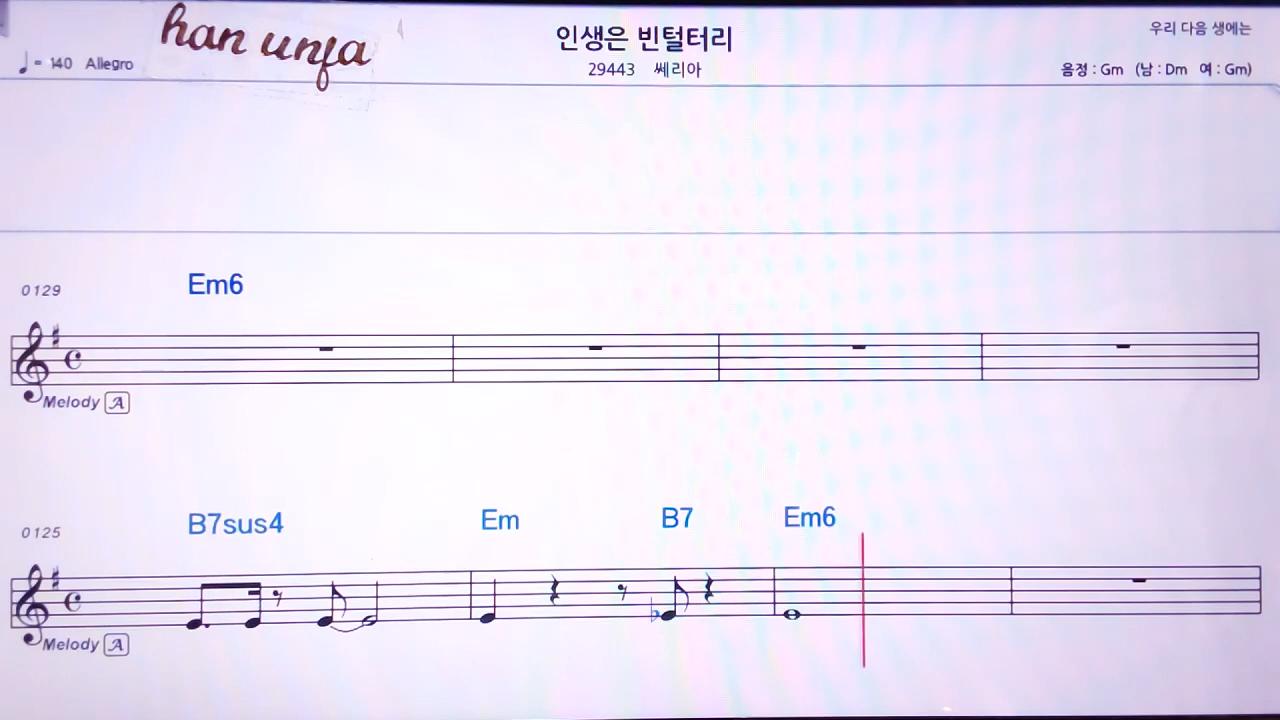 han unfa
인생은 빈털터리
우리 다음 생에는
♩= 140 Allegro
29443 쎄리아
음정 : Gm (남 : Dm 여 : Gm)
Em6
0129
Melody A
B7sus4 Em B7 Em6
0125
Melody A